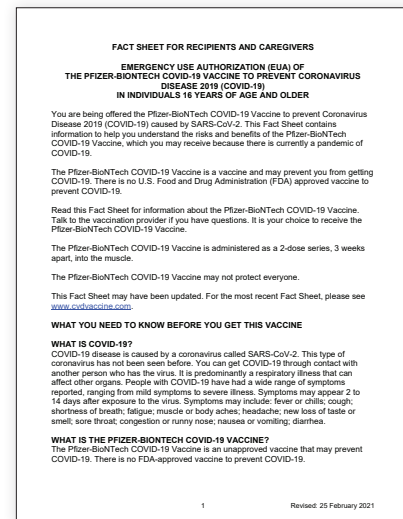 FACT SHEET FOR RECIPIENTS AND CAREGIVERS
EMERGENCY USE AUTHORIZATION (EUA) OF
THE PFIZER-BIONTECH COVID-19 VACCINE TO PREVENT CORONAVIRUS
DISEASE 2019 (COVID-19)
IN INDIVIDUALS 16 YEARS OF AGE AND OLDER
You are being offered the Pfizer-BioNTech COVID-19 Vaccine to prevent Coronavirus
Disease 2019 (COVID-19) caused by SARS-CoV-2. This Fact Sheet contains
information to help you understand the risks and benefits of the Pfizer-BioNTech
COVID-19 Vaccine, which you may receive because there is currently a pandemic of
COVID-19.
The Pfizer-BioNTech COVID-19 Vaccine is a vaccine and may prevent you from getting
COVID-19. There is no U.S. Food and Drug Administration (FDA) approved vaccine to
prevent COVID-19.
Read this Fact Sheet for information about the Pfizer-BioNTech COVID-19 Vaccine.
Talk to the vaccination provider if you have questions. It is your choice to receive the
Pfizer-BioNTech COVID-19 Vaccine.
The Pfizer-BioNTech COVID-19 Vaccine is administered as a 2-dose series, 3 weeks
apart, into the muscle.
The Pfizer-BioNTech COVID-19 Vaccine may not protect everyone.
This Fact Sheet may have been updated. For the most recent Fact Sheet, please see
www.cvdvaccine.com.
WHAT YOU NEED TO KNOW BEFORE YOU GET THIS VACCINE
WHAT IS COVID-19?
COVID-19 disease is caused by a coronavirus called SARS-CoV-2. This type of
coronavirus has not been seen before. You can get COVID-19 through contact with
another person who has the virus. It is predominantly a respiratory illness that can
affect other organs. People with COVID-19 have had a wide range of symptoms
reported, ranging from mild symptoms to severe illness. Symptoms may appear 2 to
14 days after exposure to the virus. Symptoms may include: fever or chills; cough;
shortness of breath; fatigue; muscle or body aches; headache; new loss of taste or
smell; sore throat; congestion or runny nose; nausea or vomiting; diarrhea.
WHAT IS THE PFIZER-BIONTECH COVID-19 VACCINE?
The Pfizer-BioNTech COVID-19 Vaccine is an unapproved vaccine that may prevent
COVID-19. There is no FDA-approved vaccine to prevent COVID-19.
1 Revised: 25 February 2021